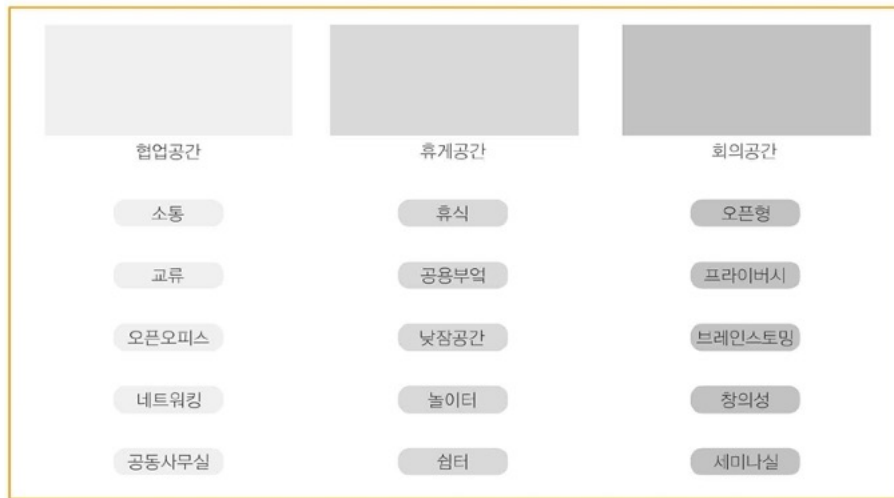 협업공간 휴게공간 회의공간
소통 휴식 오픈형
교류 공용부엌 프라이버시
오픈오피스 낮잠공간 브레인스토밍
네트워킹 놀이터 창의성
공동사무실 쉼터 세미나실